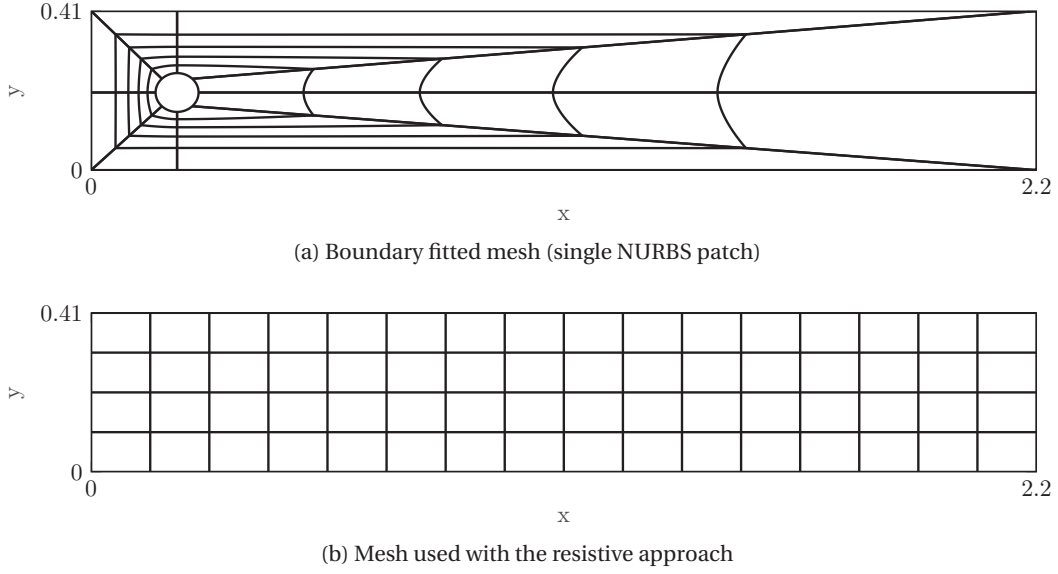 0.41
y
0
0
2.2
x
(a) Boundary fitted mesh (single NURBS patch)
0.41
y
0
0
2.2
x
(b) Mesh used with the resistive approach